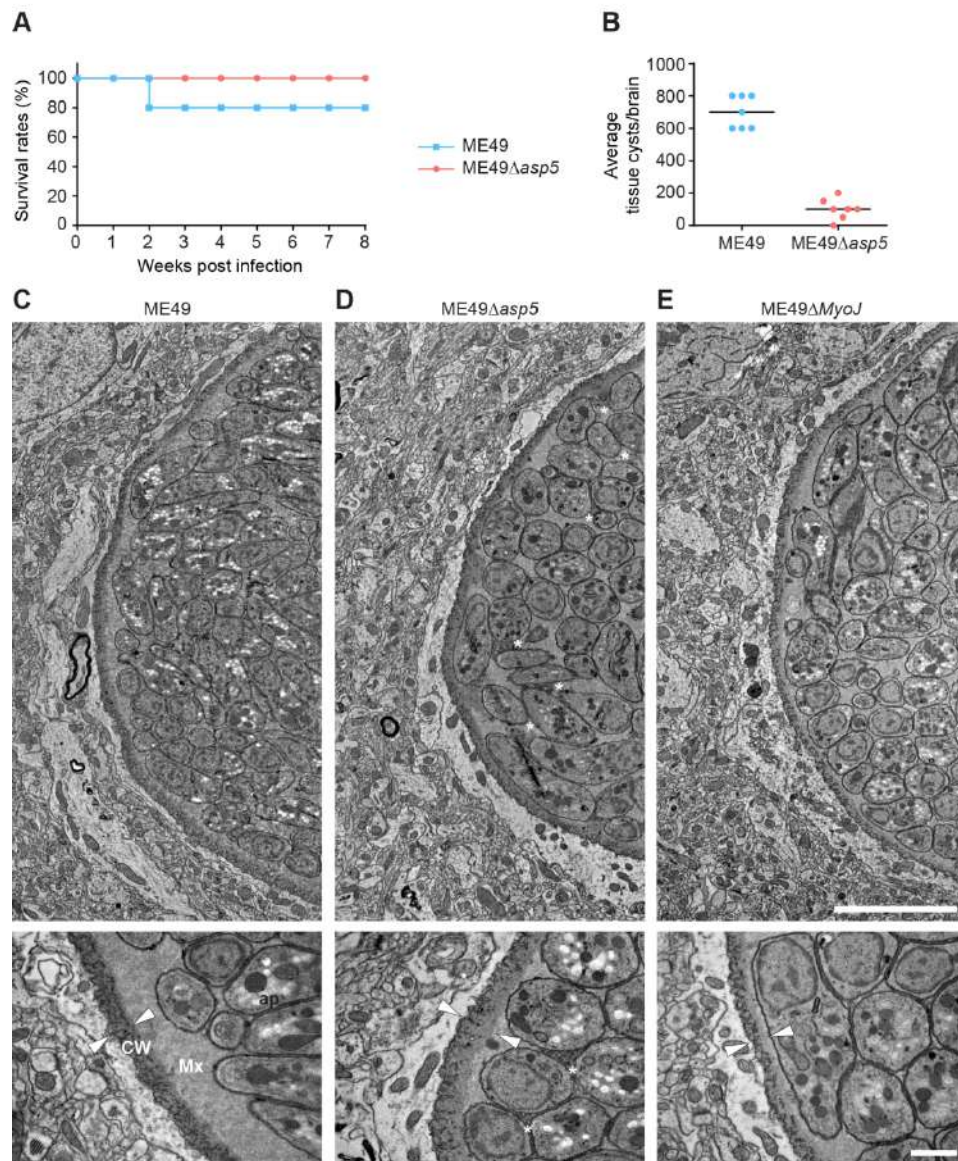 A
Survival rates (%)
100
80
60
40
20
0
0 1 2 3 4 5 6 7 8
Weeks post infection
ME49
ME49Δasp5
B
Average
tissue cysts/brain
1000
800
600
400
200
0
ME49 ME49Δasp5
C
ME49
D
ME49Δasp5
E
ME49ΔMyoJ
* * * * * *
ap
CW
Mx
* *